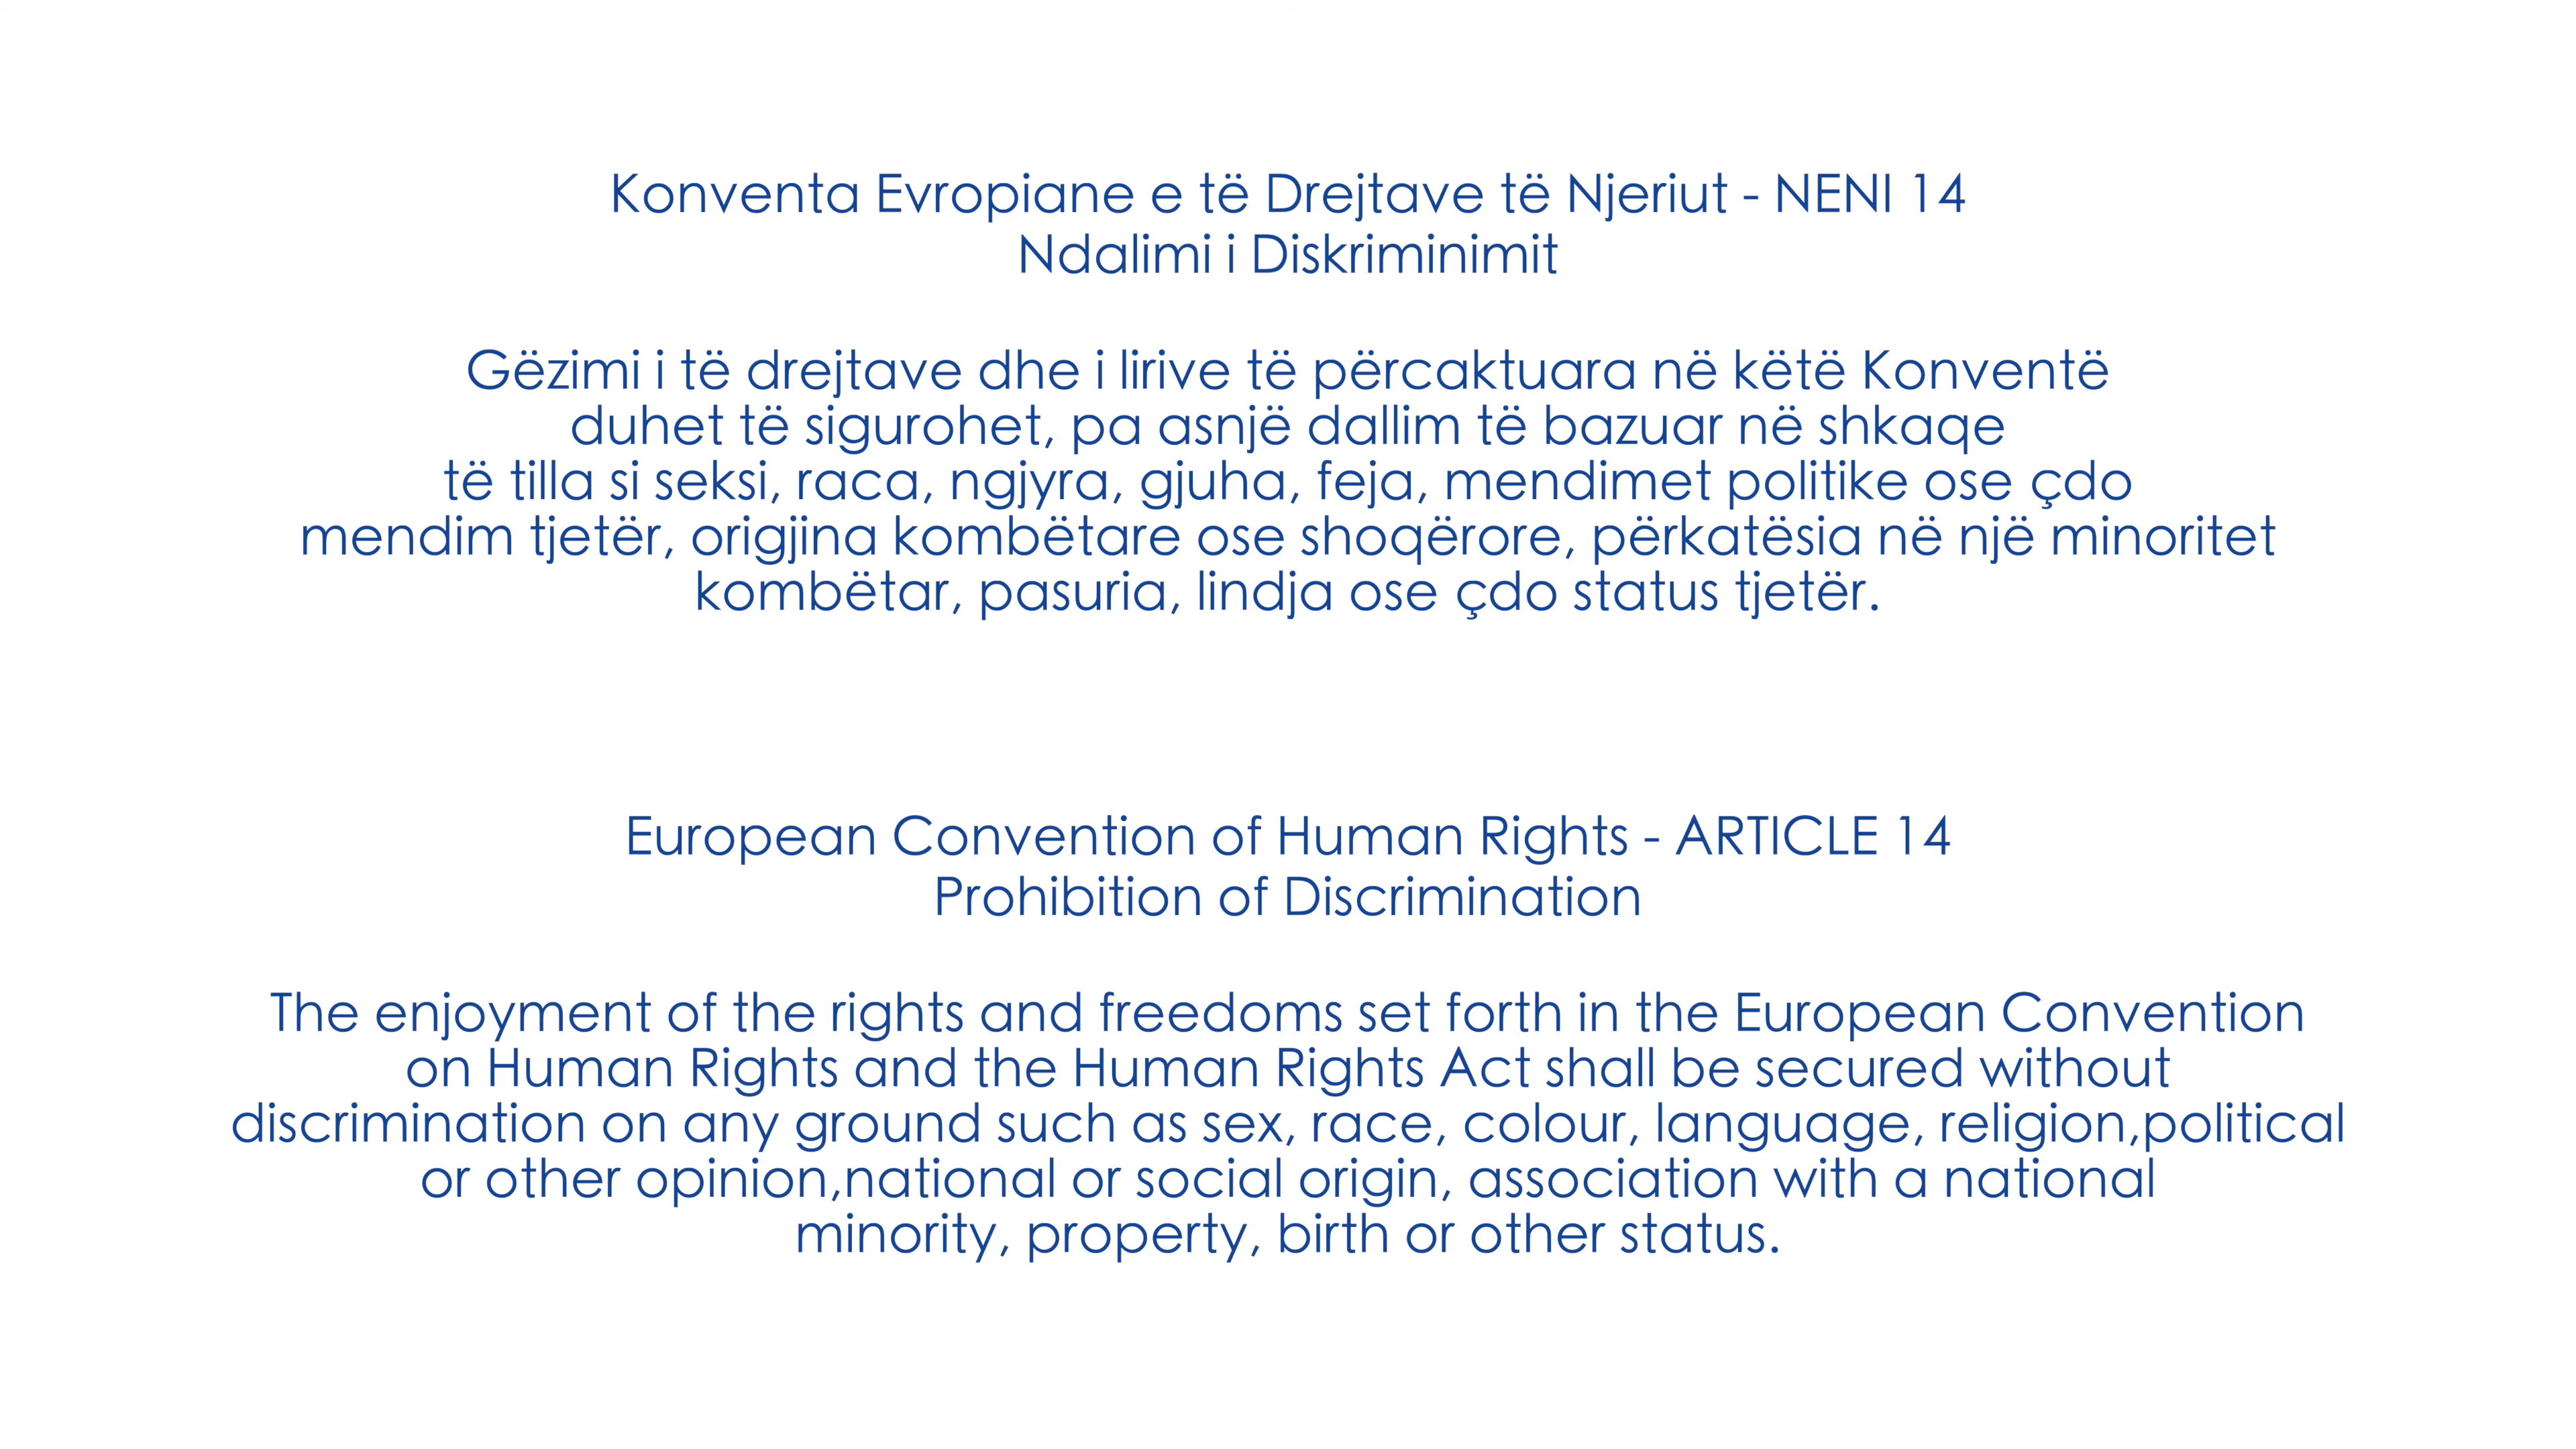 Konventa Evropiane e të Drejtave të Njeriut - NENI 14
Ndalimi i Diskriminimit
Gëzimi i të drejtave dhe i lirive të përcaktuara në këtë Konventë
duhet të sigurohet, pa asnjë dallim të bazuar në shkaqe
të tilla si seksi, raca, ngjyra, gjuha, feja, mendimet politike ose çdo
mendim tjetër, origjina kombëtare ose shoqërore, përkatësia në një minoritet
kombëtar, pasuria, lindja ose çdo status tjetër.
European Convention of Human Rights - ARTICLE 14
Prohibition of Discrimination
The enjoyment of the rights and freedoms set forth in the European Convention
on Human Rights and the Human Rights Act shall be secured without
discrimination on any ground such as sex, race, colour, language, religion,political
or other opinion,national or social origin, association with a national
minority, property, birth or other status.